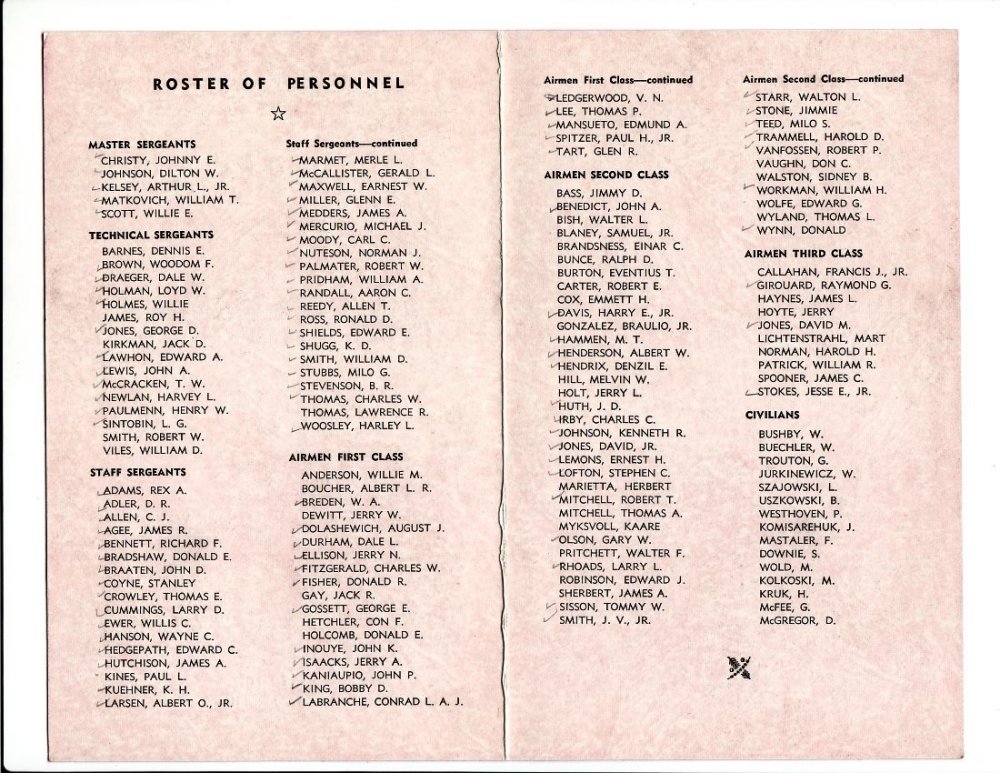 ROSTER OF PERSONNEL
MASTER SERGEANTS
CHRISTY, JOHNNY E.
JOHNSON, DILTON W.
KELSEY, ARTHUR L., JR.
MATKOVICH, WILLIAM T.
SCOTT, WILLIE E.
TECHNICAL SERGEANTS
BARNES, DENNIS E.
BROWN, WOODOM F.
DRAEGER, DALE W.
HOLMAN, LOYD W.
HOLMES, WILLIE
JAMES, ROY H.
JONES, GEORGE D.
KIRKMAN, JACK D.
LAWHON, EDWARD A.
LEWIS, JOHN A.
McCRACKEN, T. W.
NEWLAN, HARVEY L.
PAULMENN, HENRY W.
SINTOBIN, L. G.
SMITH, ROBERT W.
VILES, WILLIAM D.
STAFF SERGEANTS
ADAMS, REX A.
ADLER, D. R.
ALLEN, C. J.
AGEE, JAMES R.
BENNETT, RICHARD F.
BRADSHAW, DONALD E.
BRAATEN, JOHN D.
COYNE, STANLEY
CROWLEY, THOMAS E.
CUMMINGS, LARRY D.
EWER, WILLIS C.
HANSON, WAYNE C.
HEDGEPATH, EDWARD C.
HUTCHISON, JAMES A.
KINES, PAUL L.
KUEHNER, K. H.
LARSEN, ALBERT O., JR.
Staff Sergeants—continued
MARMET, MERLE L.
McCALLISTER, GERALD L.
MAXWELL, EARNEST W.
MILLER, GLENN E.
MEDDERS, JAMES A.
MERCURIO, MICHAEL J.
MOODY, CARL C.
NUTESON, NORMAN J.
PALMATER, ROBERT W.
PRIDHAM, WILLIAM A.
RANDALL, AARON C.
REEDY, ALLEN T.
ROSS, RONALD D.
SHIELDS, EDWARD E.
SHUGG, K. D.
SMITH, WILLIAM D.
STUBBS, MILO G.
STEVENSON, B. R.
THOMAS, CHARLES W.
THOMAS, LAWRENCE R.
WOOSLEY, HARLEY L.
AIRMEN FIRST CLASS
ANDERSON, WILLIE M.
BOUCHER, ALBERT L. R.
BREDEN, W. A.
DEWITT, JERRY W.
DOLASHEWICH, AUGUST J.
DURHAM, DALE L.
ELLISON, JERRY N.
FITZGERALD, CHARLES W.
FISHER, DONALD R.
GAY, JACK R.
GOSSETT, GEORGE E.
HETCHLER, CON F.
HOLCOMB, DONALD E.
INOUYE, JOHN K.
ISAACKS, JERRY A.
KANIAUPIO, JOHN P.
KING, BOBBY D.
LABRANCHE, CONRAD L. A. J.
Airmen First Class—continued
LEDGERWOOD, V. N.
LEE, THOMAS P.
MANSUETO, EDMUND A.
SPITZER, PAUL H., JR.
TART, GLEN R.
AIRMEN SECOND CLASS
BASS, JIMMY D.
BENEDICT, JOHN A.
BISH, WALTER L.
BLANEY, SAMUEL, JR.
BRANDSNESS, EINAR C.
BUNCE, RALPH D.
BURTON, EVENTIUS T.
CARTER, ROBERT E.
COX, EMMETT H.
DAVIS, HARRY E., JR.
GONZALEZ, BRAULIO, JR.
HAMMEN, M. T.
HENDERSON, ALBERT W.
HENDRIX, DENZIL E.
HILL, MELVIN W.
HOLT, JERRY L.
HUTH, J. D.
IRBY, CHARLES C.
JOHNSON, KENNETH R.
JONES, DAVID, JR.
LEMONS, ERNEST H.
LOFTON, STEPHEN C.
MARIETTA, HERBERT
MITCHELL, ROBERT T.
MITCHELL, THOMAS A.
MYKSVOLL, KAARE
OLSON, GARY W.
PRITCHETT, WALTER F.
RHOADS, LARRY L.
ROBINSON, EDWARD J.
SHERBERT, JAMES A.
SISSON, TOMMY W.
SMITH, J. V., JR.
Airmen Second Class—continued
STARR, WALTON L.
STONE, JIMMIE
TEED, MILO S.
TRAMMELL, HAROLD D.
VANFOSSEN, ROBERT P.
VAUGHN, DON C.
WALSTON, SIDNEY B.
WORKMAN, WILLIAM H.
WOLFE, EDWARD G.
WYLAND, THOMAS L.
WYNN, DONALD
AIRMEN THIRD CLASS
CALLAHAN, FRANCIS J., JR.
GIROUARD, RAYMOND G.
HAYNES, JAMES L.
HOYTE, JERRY
JONES, DAVID M.
LICHTENSTRAHL, MART
NORMAN, HAROLD H.
PATRICK, WILLIAM R.
SPOONER, JAMES C.
STOKES, JESSE E., JR.
CIVILIANS
BUSHBY, W.
BUECHLER, W.
TROUTON, G.
JURKINEWICZ, W.
SZAJOWSKI, L.
USZKOWSKI, B.
WESTHOVEN, P.
KOMISAREHUK, J.
MASTALER, F.
DOWNIE, S.
WOLD, M.
KOLKOSKI, M.
KRUK, H.
McFEE, G.
McGREGOR, D.